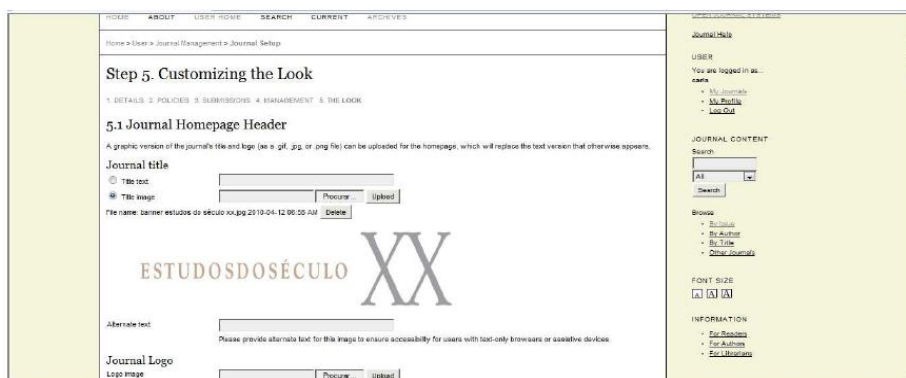 HOME ABOUT USER HOME SEARCH CURRENT ARCHIVES
Home > User > Journal Management > Journal Setup
Step 5. Customizing the Look
1. DETAILS 2. POLICIES 3. SUBMISSIONS 4. MANAGEMENT 5. THE LOOK
5.1 Journal Homepage Header
A graphic version of the journal's title and logo (as a .gif, .jpg, or .png file) can be uploaded for the homepage, which will replace the text version that otherwise appears.
Journal title
Title text
Title image Procurar... Upload
File name: banner estudos do século xx.jpg 2010-04-12 06:55 AM Delete
ESTUDOSDOSÉCULO XX
Alternate text
Please provide alternate text for this image to ensure accessibility for users with text-only browsers or assistive devices.
Journal Logo
Logo image Procurar... Upload
OPEN JOURNAL SYSTEMS
Journal Help
USER
You are logged in as...
carla
My Journals
My Profile
Log Out
JOURNAL CONTENT
Search
All
Search
Browse
By Issue
By Author
By Title
Other Journals
FONT SIZE
A A A
INFORMATION
For Readers
For Authors
For Librarians